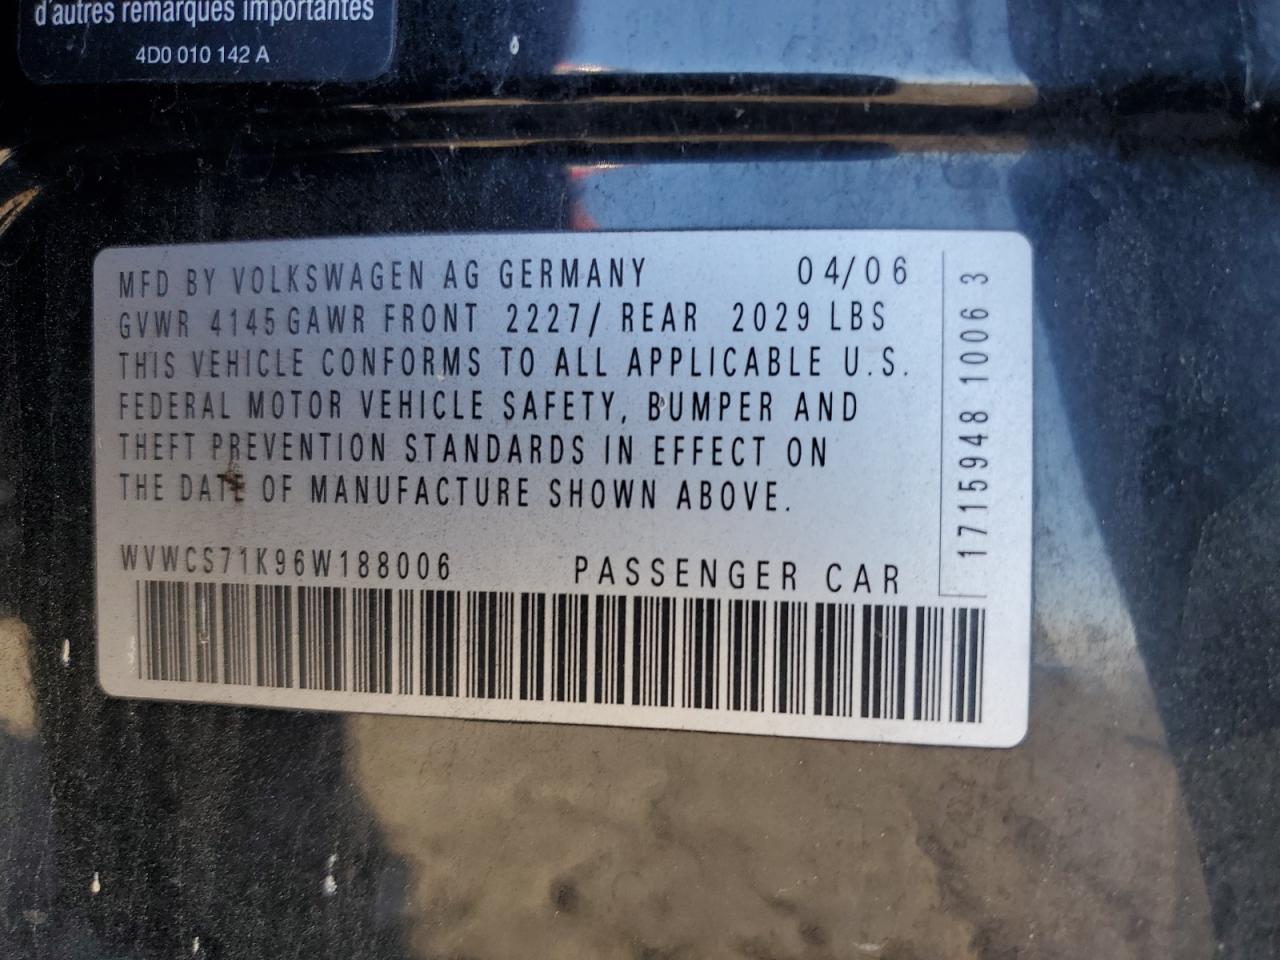 d'autres remarques importantes
4D0 010 142 A
MFD BY VOLKSWAGEN AG GERMANY 04/06
GVWR 4145 GAWR FRONT 2227/ REAR 2029 LBS
THIS VEHICLE CONFORMS TO ALL APPLICABLE U.S.
FEDERAL MOTOR VEHICLE SAFETY, BUMPER AND
THEFT PREVENTION STANDARDS IN EFFECT ON
THE DATE OF MANUFACTURE SHOWN ABOVE.
WVWCS71K96W188006 PASSENGER CAR
1715948 1006 3